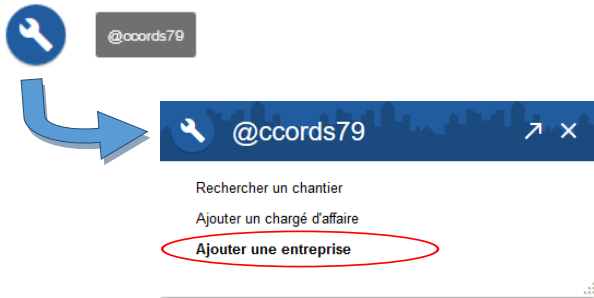 @ccords79
@ccords79
Rechercher un chantier
Ajouter un chargé d'affaire
Ajouter une entreprise